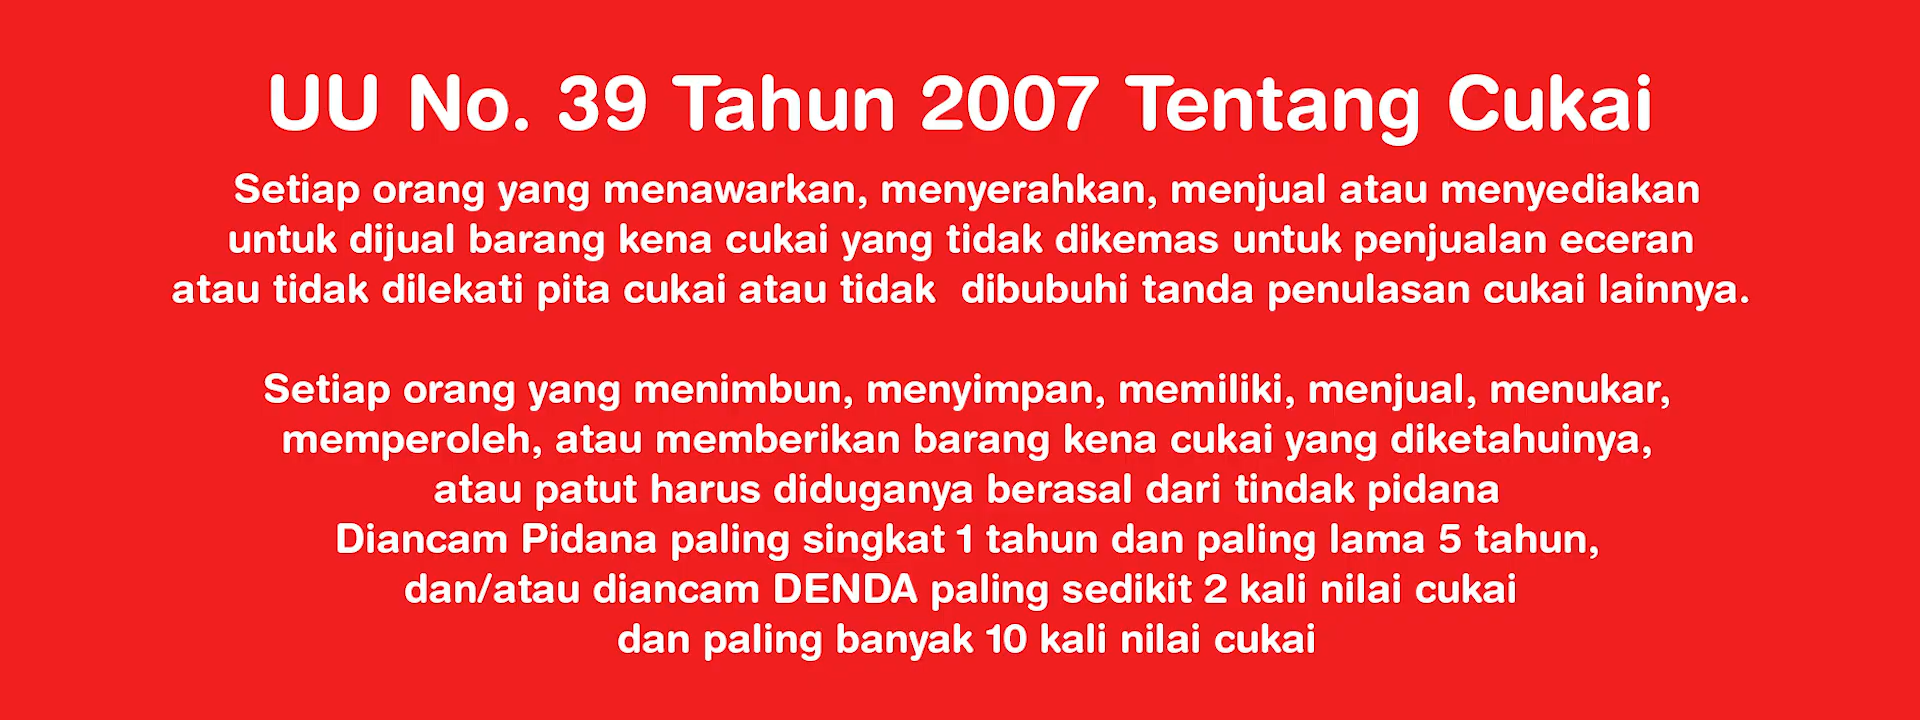 UU No. 39 Tahun 2007 Tentang Cukai
Setiap orang yang menawarkan, menyerahkan, menjual atau menyediakan
untuk dijual barang kena cukai yang tidak dikemas untuk penjualan eceran
atau tidak dilekati pita cukai atau tidak  dibubuhi tanda penulasan cukai lainnya.
Setiap orang yang menimbun, menyimpan, memiliki, menjual, menukar,
memperoleh, atau memberikan barang kena cukai yang diketahuinya,
atau patut harus diduganya berasal dari tindak pidana
Diancam Pidana paling singkat 1 tahun dan paling lama 5 tahun,
dan/atau diancam DENDA paling sedikit 2 kali nilai cukai
dan paling banyak 10 kali nilai cukai